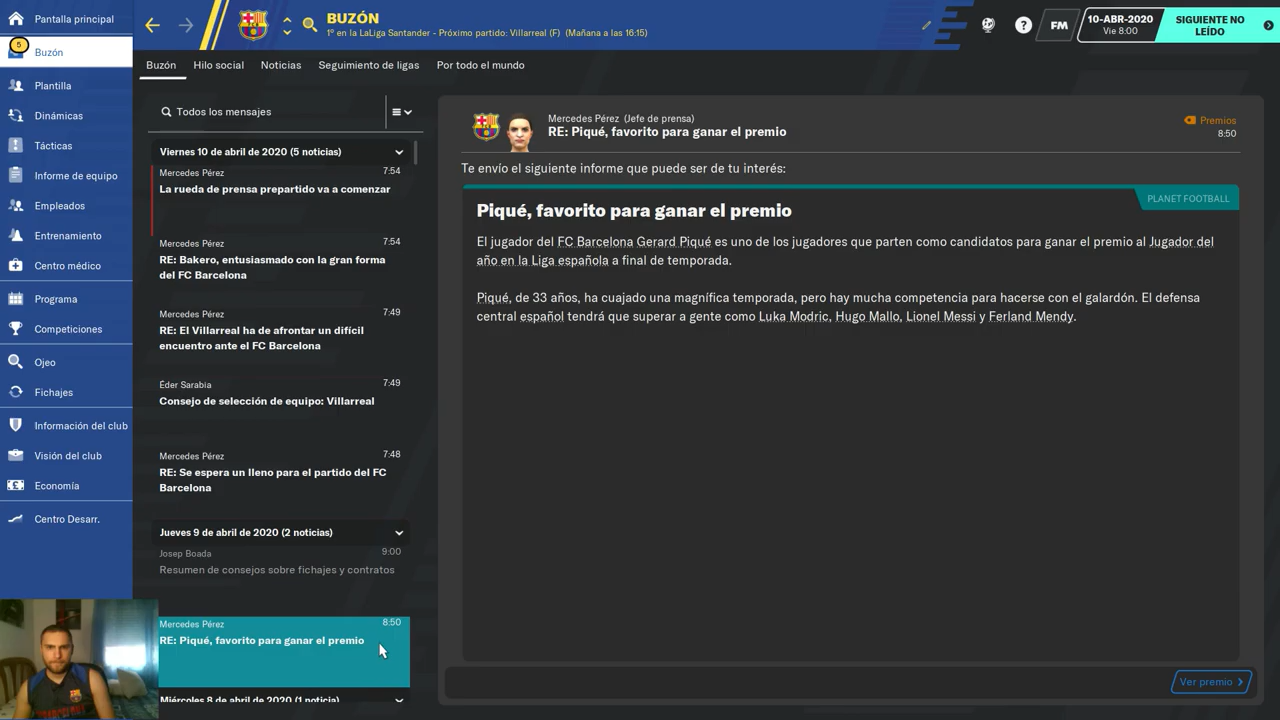 Pantalla principal
5
Buzón
Plantilla
Dinámicas
Tácticas
Informe de equipo
Empleados
Entrenamiento
Centro médico
Programa
Competiciones
Ojeo
Fichajes
Información del club
Visión del club
Economía
Centro Desarr.
BUZÓN
1º en la LaLiga Santander - Próximo partido: Villarreal (F) (Mañana a las 16:15)
?
FM
10-ABR-2020
Vie 8:00
SIGUIENTE NO
LEÍDO
Buzón Hilo social Noticias Seguimiento de ligas Por todo el mundo
Todos los mensajes
Viernes 10 de abril de 2020 (5 noticias)
Mercedes Pérez 7:54
La rueda de prensa prepartido va a comenzar
Mercedes Pérez 7:54
RE: Bakero, entusiasmado con la gran forma
del FC Barcelona
Mercedes Pérez 7:49
RE: El Villarreal ha de afrontar un difícil
encuentro ante el FC Barcelona
Éder Sarabia 7:49
Consejo de selección de equipo: Villarreal
Mercedes Pérez 7:48
RE: Se espera un lleno para el partido del FC
Barcelona
Jueves 9 de abril de 2020 (2 noticias)
Josep Boada 9:00
Resumen de consejos sobre fichajes y contratos
Mercedes Pérez 8:50
RE: Piqué, favorito para ganar el premio
Miércoles 8 de abril de 2020 (1 noticia)
Mercedes Pérez (Jefe de prensa)
RE: Piqué, favorito para ganar el premio
Premios
8:50
Te envío el siguiente informe que puede ser de tu interés:
PLANET FOOTBALL
Piqué, favorito para ganar el premio
El jugador del FC Barcelona Gerard Piqué es uno de los jugadores que parten como candidatos para ganar el premio al Jugador del
año en la Liga española a final de temporada.
Piqué, de 33 años, ha cuajado una magnífica temporada, pero hay mucha competencia para hacerse con el galardón. El defensa
central español tendrá que superar a gente como Luka Modric, Hugo Mallo, Lionel Messi y Ferland Mendy.
Ver premio